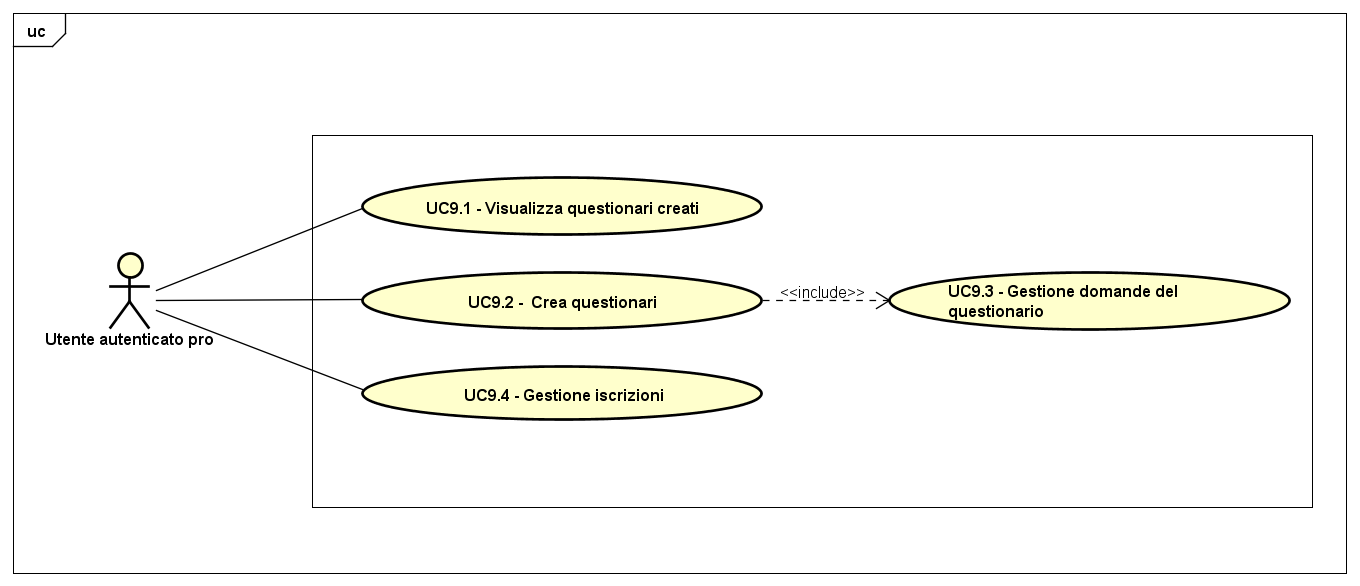 uc
UC9.1 - Visualizza questionari creati
UC9.2 - Crea questionari
<<include>>
UC9.3 - Gestione domande del
questionario
Utente autenticato pro
UC9.4 - Gestione iscrizioni